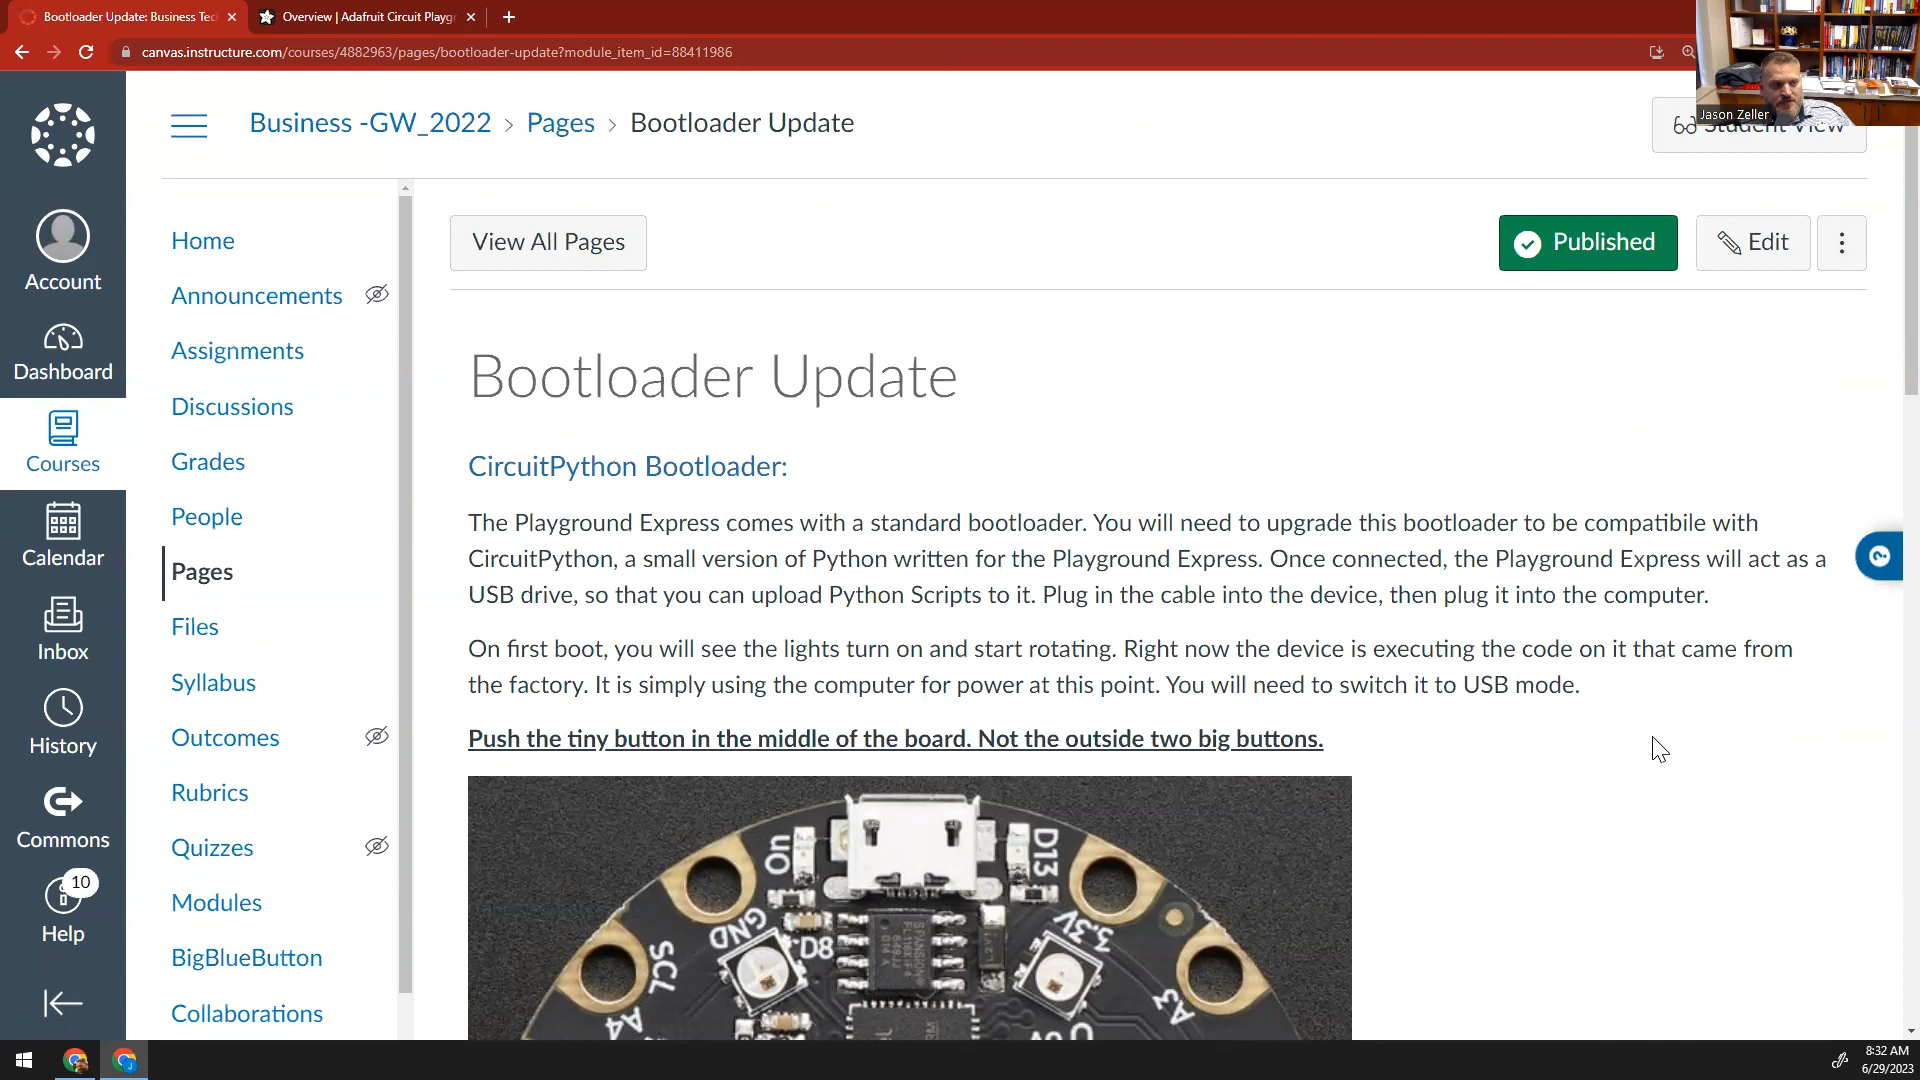 Bootloader Update: Business Tec
Overview | Adafruit Circuit Playgr
canvas.instructure.com/courses/4882963/pages/bootloader-update?module_item_id=88411986
Jason Zeller
Business -GW_2022 > Pages > Bootloader Update
Student View
Account
Dashboard
Courses
Calendar
Inbox
History
Commons
10
Help
Home
Announcements
Assignments
Discussions
Grades
People
Pages
Files
Syllabus
Outcomes
Rubrics
Quizzes
Modules
BigBlueButton
Collaborations
View All Pages
Published
Edit
Bootloader Update
CircuitPython Bootloader:
The Playground Express comes with a standard bootloader. You will need to upgrade this bootloader to be compatibile with
CircuitPython, a small version of Python written for the Playground Express. Once connected, the Playground Express will act as a
USB drive, so that you can upload Python Scripts to it. Plug in the cable into the device, then plug it into the computer.
On first boot, you will see the lights turn on and start rotating. Right now the device is executing the code on it that came from
the factory. It is simply using the computer for power at this point. You will need to switch it to USB mode.
Push the tiny button in the middle of the board. Not the outside two big buttons.
On
D13
GND
D8
3.3V
SCL
A4
A3
8:32 AM
6/29/2023